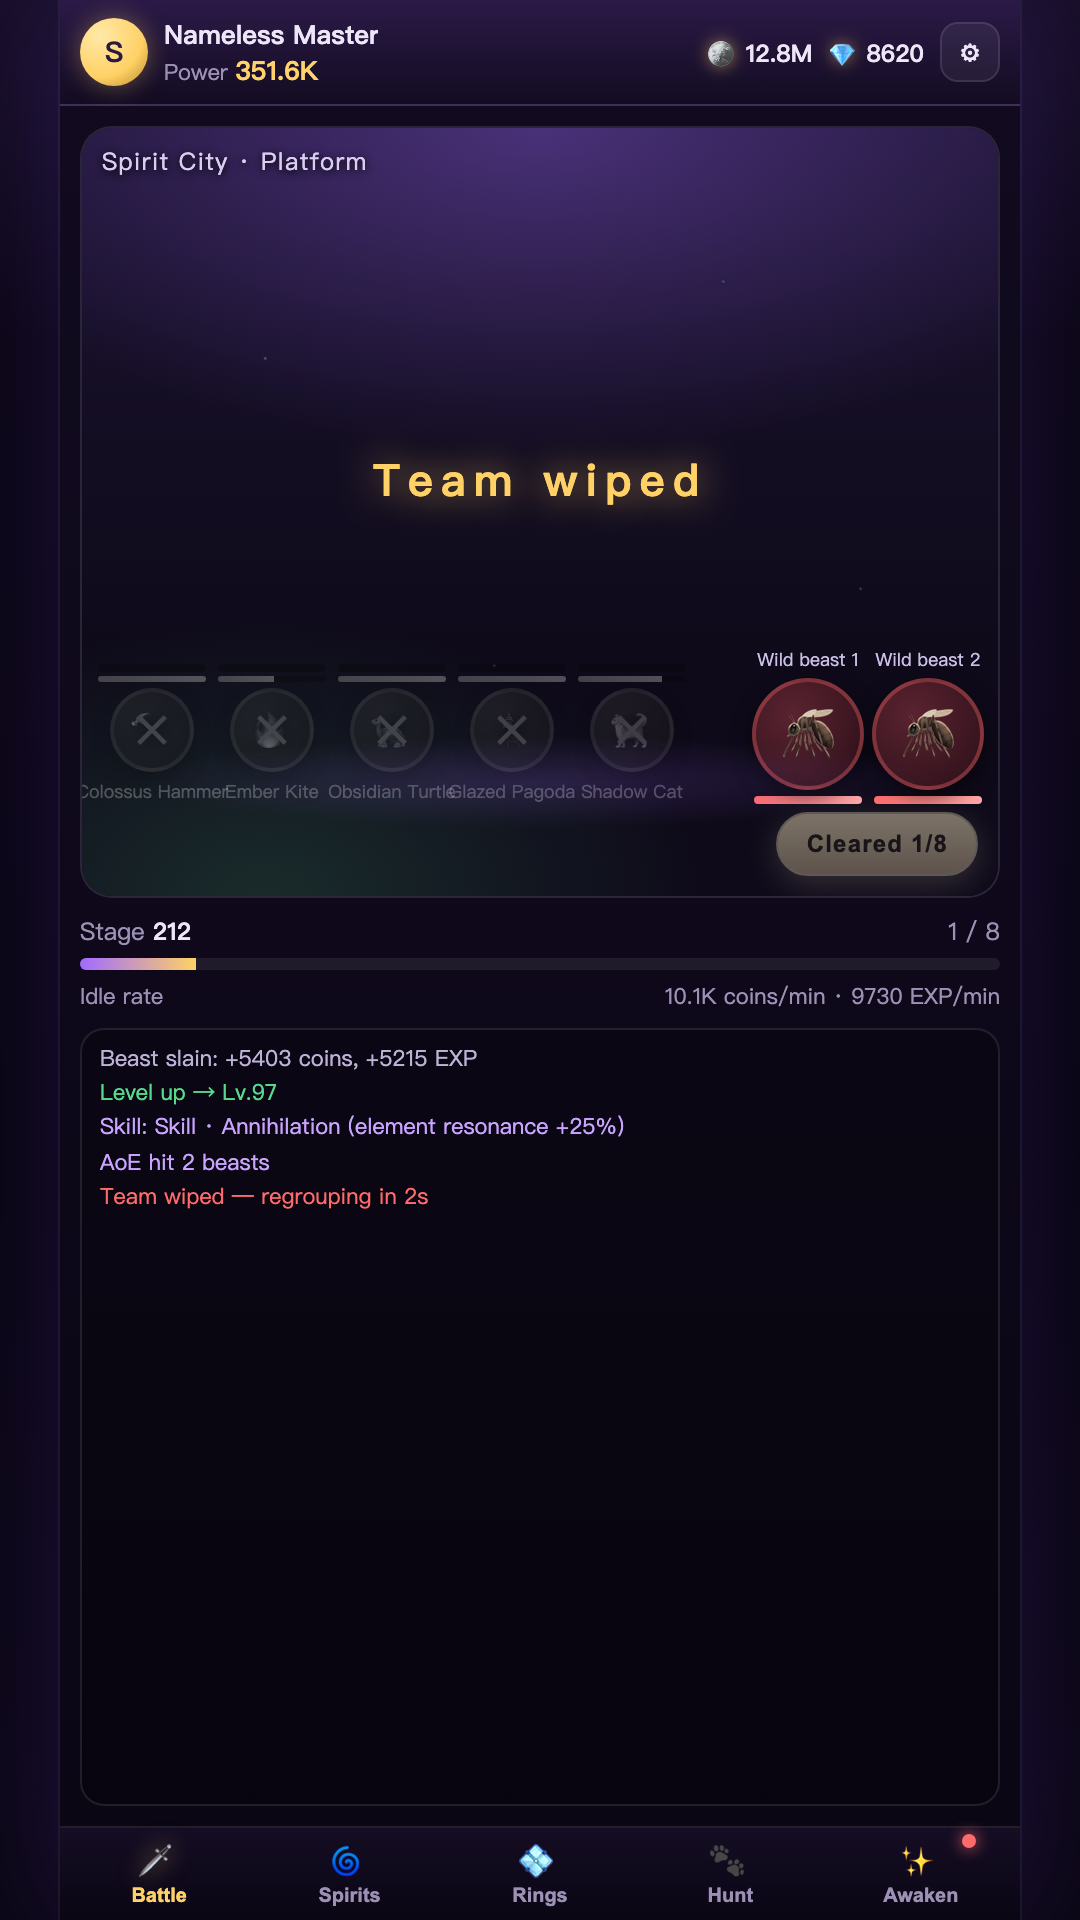 S
Nameless Master
Power 351.6K
12.8M
8620
Spirit City · Platform
Team wiped
Wild beast 1
Wild beast 2
Colossus Hammer
Ember Kite
Obsidian Turtle
Glazed Pagoda
Shadow Cat
Cleared 1/8
Stage 212
1 / 8
Idle rate
10.1K coins/min · 9730 EXP/min
Beast slain: +5403 coins, +5215 EXP
Level up → Lv.97
Skill: Skill · Annihilation (element resonance +25%)
AoE hit 2 beasts
Team wiped — regrouping in 2s
Battle
Spirits
Rings
Hunt
Awaken